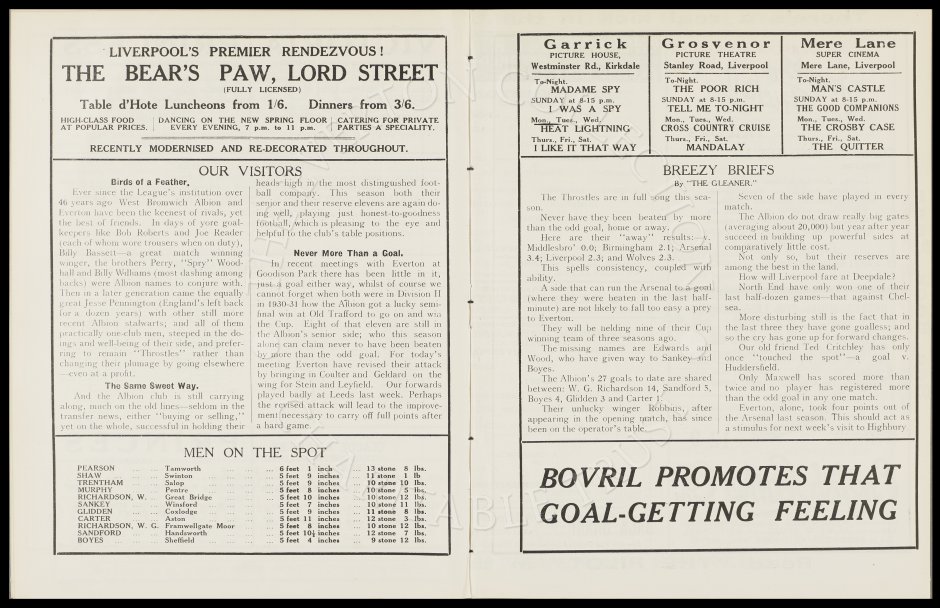 LIVERPOOL'S PREMIER RENDEZVOUS!
THE BEAR'S PAW, LORD STREET
(FULLY LICENSED)
Table d'Hote Luncheons from 1/6. Dinners from 3/6.
HIGH-CLASS FOOD
AT POPULAR PRICES.
DANCING ON THE NEW SPRING FLOOR
EVERY EVENING, 7 p.m. to 11 p.m.
CATERING FOR PRIVATE
PARTIES A SPECIALITY.
RECENTLY MODERNISED AND RE-DECORATED THROUGHOUT.
OUR VISITORS
Birds of a Feather,
Ever since the League's institution over
46 years ago West Bromwich Albion and
Everton have been the keenest of rivals, yet
the best of friends. In days of yore goal-
keepers like Bob Roberts and Joe Reader
(each of whom wore trousers when on duty),
Billy Bassett—a great match winning
winger, the brothers Perry, "Spry" Wood-
hall and Billy Williams (most dashing among
backs) were Albion names to conjure with.
Then in a later generation came the equally
great Jesse Pennington (England's left back
for a dozen years) with other still more
recent Albion stalwarts; and all of them
practically one-club men, steeped in the do-
ings and well-being of their side, and prefer-
ring to remain "Throstles" rather than
changing their plumage by going elsewhere
—even at a profit.
The Same Sweet Way.
And the Albion club is still carrying
along, much on the old lines—seldom in the
transfer news, either "buying or selling,"
yet on the whole, successful in holding their
heads high in the most distinguished foot-
ball company. This season both their
senior and their reserve elevens are again do-
ing well, playing just honest-to-goodness
football, which is pleasing to the eye and
helpful to the club's table positions.
Never More Than a Goal.
In recent meetings with Everton at
Goodison Park there has been little in it,
just a goal either way, whilst of course we
cannot forget when both were in Division II
in 1930-31 how the Albion got a lucky semi-
final win at Old Trafford to go on and win
the Cup. Eight of that eleven are still in
the Albion's senior side; who this season
alone can claim never to have been beaten
by more than the odd goal. For today's
meeting Everton have revised their attack
by bringing in Coulter and Geldard on the
wing for Stein and Leyfield. Our forwards
played badly at Leeds last week. Perhaps
the revised attack will lead to the improve-
ment necessary to carry off full points after
a hard game.
MEN ON THE SPOT
PEARSON ... ... Tamworth ... ... 6 feet 1 inch ... 13 stone 8 lbs.
SHAW ... ... Swinton ... ... 5 feet 9 inches ... 11 stone 1 lb
TRENTHAM ... ... Salop ... ... 5 feet 9 inches ... 10 stone 10 lbs.
MURPHY ... ... Pentre ... ... 5 feet 8 inches ... 10 stone 5 lbs.
RICHARDSON, W. ... Great Bridge ... ... 5 feet 10 inches ... 10 stone 12 lbs.
SANKEY ... ... Winsford ... ... 5 feet 7 inches ... 10 stone 11 lbs.
GLIDDEN ... ... Coxlodge ... ... 5 feet 9 inches ... 11 stone 8 lbs.
CARTER ... ... Aston ... ... 5 feet 11 inches ... 12 stone 3 lbs.
RICHARDSON, W. G. Framwellgate Moor ... 5 feet 8 inches ... 10 stone 12 lbs.
SANDFORD ... ... Handsworth ... ... 5 feet 10½ inches ... 12 stone 7 lbs.
BOYES ... ... Sheffield ... ... 5 feet 4 inches ... 9 stone 12 lbs.
Garrick
PICTURE HOUSE,
Westminster Rd., Kirkdale
To-Night.
MADAME SPY
SUNDAY at 8-15 p.m.
I WAS A SPY
Mon., Tues., Wed.
HEAT LIGHTNING
Thurs., Fri., Sat.
I LIKE IT THAT WAY
Grosvenor
PICTURE THEATRE
Stanley Road, Liverpool
To-Night.
THE POOR RICH
SUNDAY at 8-15 p.m.
TELL ME TO-NIGHT
Mon., Tues., Wed.
CROSS COUNTRY CRUISE
Thurs., Fri., Sat.
MANDALAY
Mere Lane
SUPER CINEMA
Mere Lane, Liverpool
To-Night.
MAN'S CASTLE
SUNDAY at 8-15 p.m.
THE GOOD COMPANIONS
Mon., Tues., Wed.
THE CROSBY CASE
Thurs., Fri., Sat.
THE QUITTER
BREEZY BRIEFS
By "THE GLEANER."
The Throstles are in full song this sea-
son.
Never have they been beaten by more
than the odd goal, home or away.
Here are their "away" results: v.
Middlesbro' 0.0; Birmingham 2.1; Arsenal
3.4; Liverpool 2.3; and Wolves 2.3.
This spells consistency, coupled with
ability.
A side that can run the Arsenal to a goal
(where they were beaten in the last half-
minute) are not likely to fall too easy a prey
to Everton.
They will be fielding nine of their Cup
winning team of three seasons ago.
The missing names are Edwards and
Wood, who have given way to Sankey and
Boyes.
The Albion's 27 goals to date are shared
between: W. G. Richardson 14, Sandford 5,
Boyes 4, Glidden 3 and Carter 1.
Their unlucky winger Robbins, after
appearing in the opening match, has since
been on the operator's table.
Seven of the side have played in every
match.
The Albion do not draw really big gates
(averaging about 20,000) but year after year
succeed in building up powerful sides at
comparatively little cost.
Not only so, but their reserves are
among the best in the land.
How will Liverpool fare at Deepdale?
North End have only won one of their
last half-dozen games—that against Chel-
sea.
More disturbing still is the fact that in
the last three they have gone goalless; and
so the cry has gone up for forward changes.
Our old friend Ted Critchley has only
once "touched the spot"—a goal v.
Huddersfield.
Only Maxwell has scored more than
twice and no player has registered more
than the odd goal in any one match.
Everton, alone, took four points out of
the Arsenal last season. This should act as
a stimulus for next week's visit to Highbury.
BOVRIL PROMOTES THAT
GOAL-GETTING FEELING